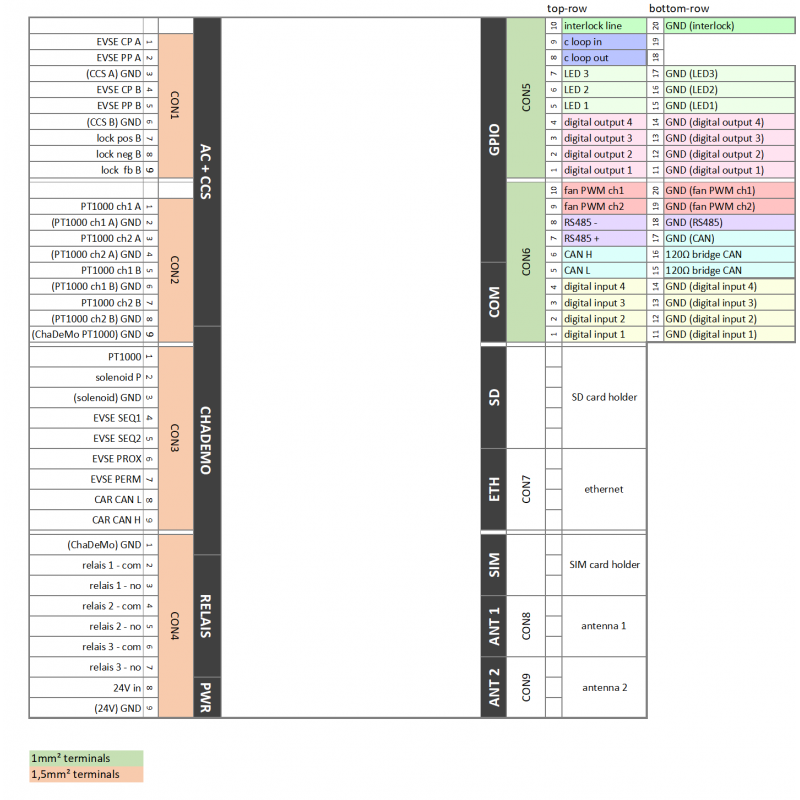 top-row bottom-row
10 interlock line 20 GND (interlock)
EVSE CP A 1 9 c loop in 19
EVSE PP A 2 8 c loop out 18
(CCS A) GND 3 7 LED 3 17 GND (LED3)
EVSE CP B 4 6 LED 2 16 GND (LED2)
EVSE PP B 5 5 LED 1 15 GND (LED1)
(CCS B) GND 6 4 digital output 4 14 GND (digital output 4)
lock pos B 7 3 digital output 3 13 GND (digital output 3)
lock neg B 8 2 digital output 2 12 GND (digital output 2)
lock fb B 9 1 digital output 1 11 GND (digital output 1)
CON1
AC + CCS
GPIO
CON5
10 fan PWM ch1 20 GND (fan PWM ch1)
PT1000 ch1 A 1 9 fan PWM ch2 19 GND (fan PWM ch2)
(PT1000 ch1 A) GND 2 8 RS485 - 18 GND (RS485)
PT1000 ch2 A 3 7 RS485 + 17 GND (CAN)
(PT1000 ch2 A) GND 4 6 CAN H 16 120Ω bridge CAN
PT1000 ch1 B 5 5 CAN L 15 120Ω bridge CAN
(PT1000 ch1 B) GND 6 4 digital input 4 14 GND (digital input 4)
PT1000 ch2 B 7 3 digital input 3 13 GND (digital input 3)
(PT1000 ch2 B) GND 8 2 digital input 2 12 GND (digital input 2)
(ChaDeMo PT1000) GND 9 1 digital input 1 11 GND (digital input 1)
CON2
COM
CON6
PT1000 1
solenoid P 2
(solenoid) GND 3
EVSE SEQ1 4
EVSE SEQ2 5
EVSE PROX 6
EVSE PERM 7
CAR CAN L 8
CAR CAN H 9
CON3
CHADEMO
SD
SD card holder
ETH
CON7
ethernet
(ChaDeMo) GND 1
relais 1 - com 2
relais 1 - no 3
relais 2 - com 4
relais 2 - no 5
relais 3 - com 6
relais 3 - no 7
24V in 8
(24V) GND 9
CON4
RELAIS
PWR
SIM
SIM card holder
ANT 1
CON8
antenna 1
ANT 2
CON9
antenna 2
1mm² terminals
1,5mm² terminals